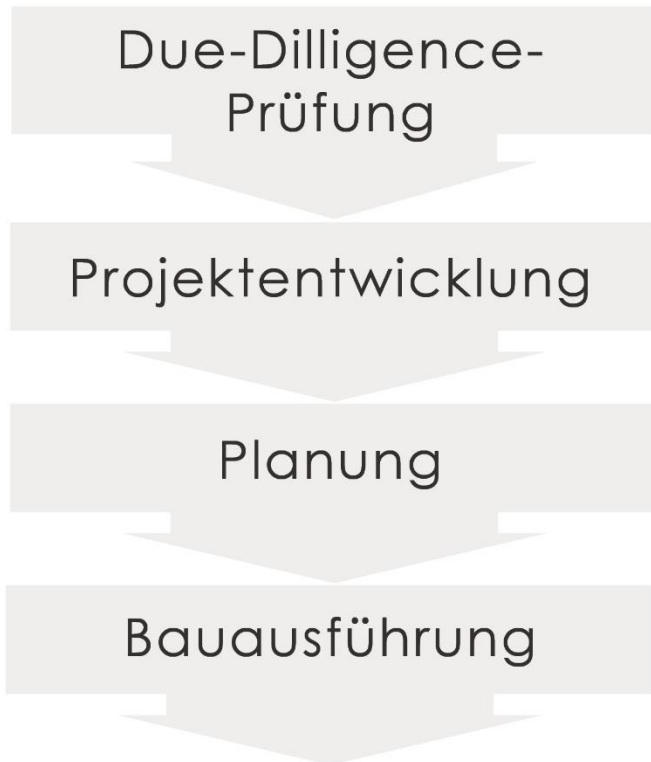 Due-Dilligence-
Prüfung
Projektentwicklung
Planung
Bauausführung